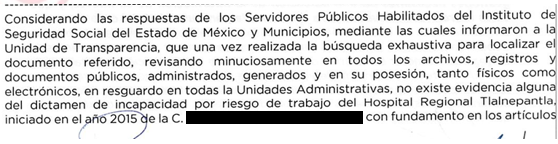 Considerando las respuestas de los Servidores Públicos Habilitados del Instituto de
Seguridad Social del Estado de México y Municipios, mediante las cuales informaron a la
Unidad de Transparencia, que una vez realizada la búsqueda exhaustiva para localizar el
documento referido, revisando minuciosamente en todos los archivos, registros y
documentos públicos, administrados, generados y en su posesión, tanto físicos como
electrónicos, en resguardo en todas la Unidades Administrativas, no existe evidencia alguna
del dictamen de incapacidad por riesgo de trabajo del Hospital Regional Tlalnepantla,
iniciado en el año 2015 de la C. con fundamento en los artículos